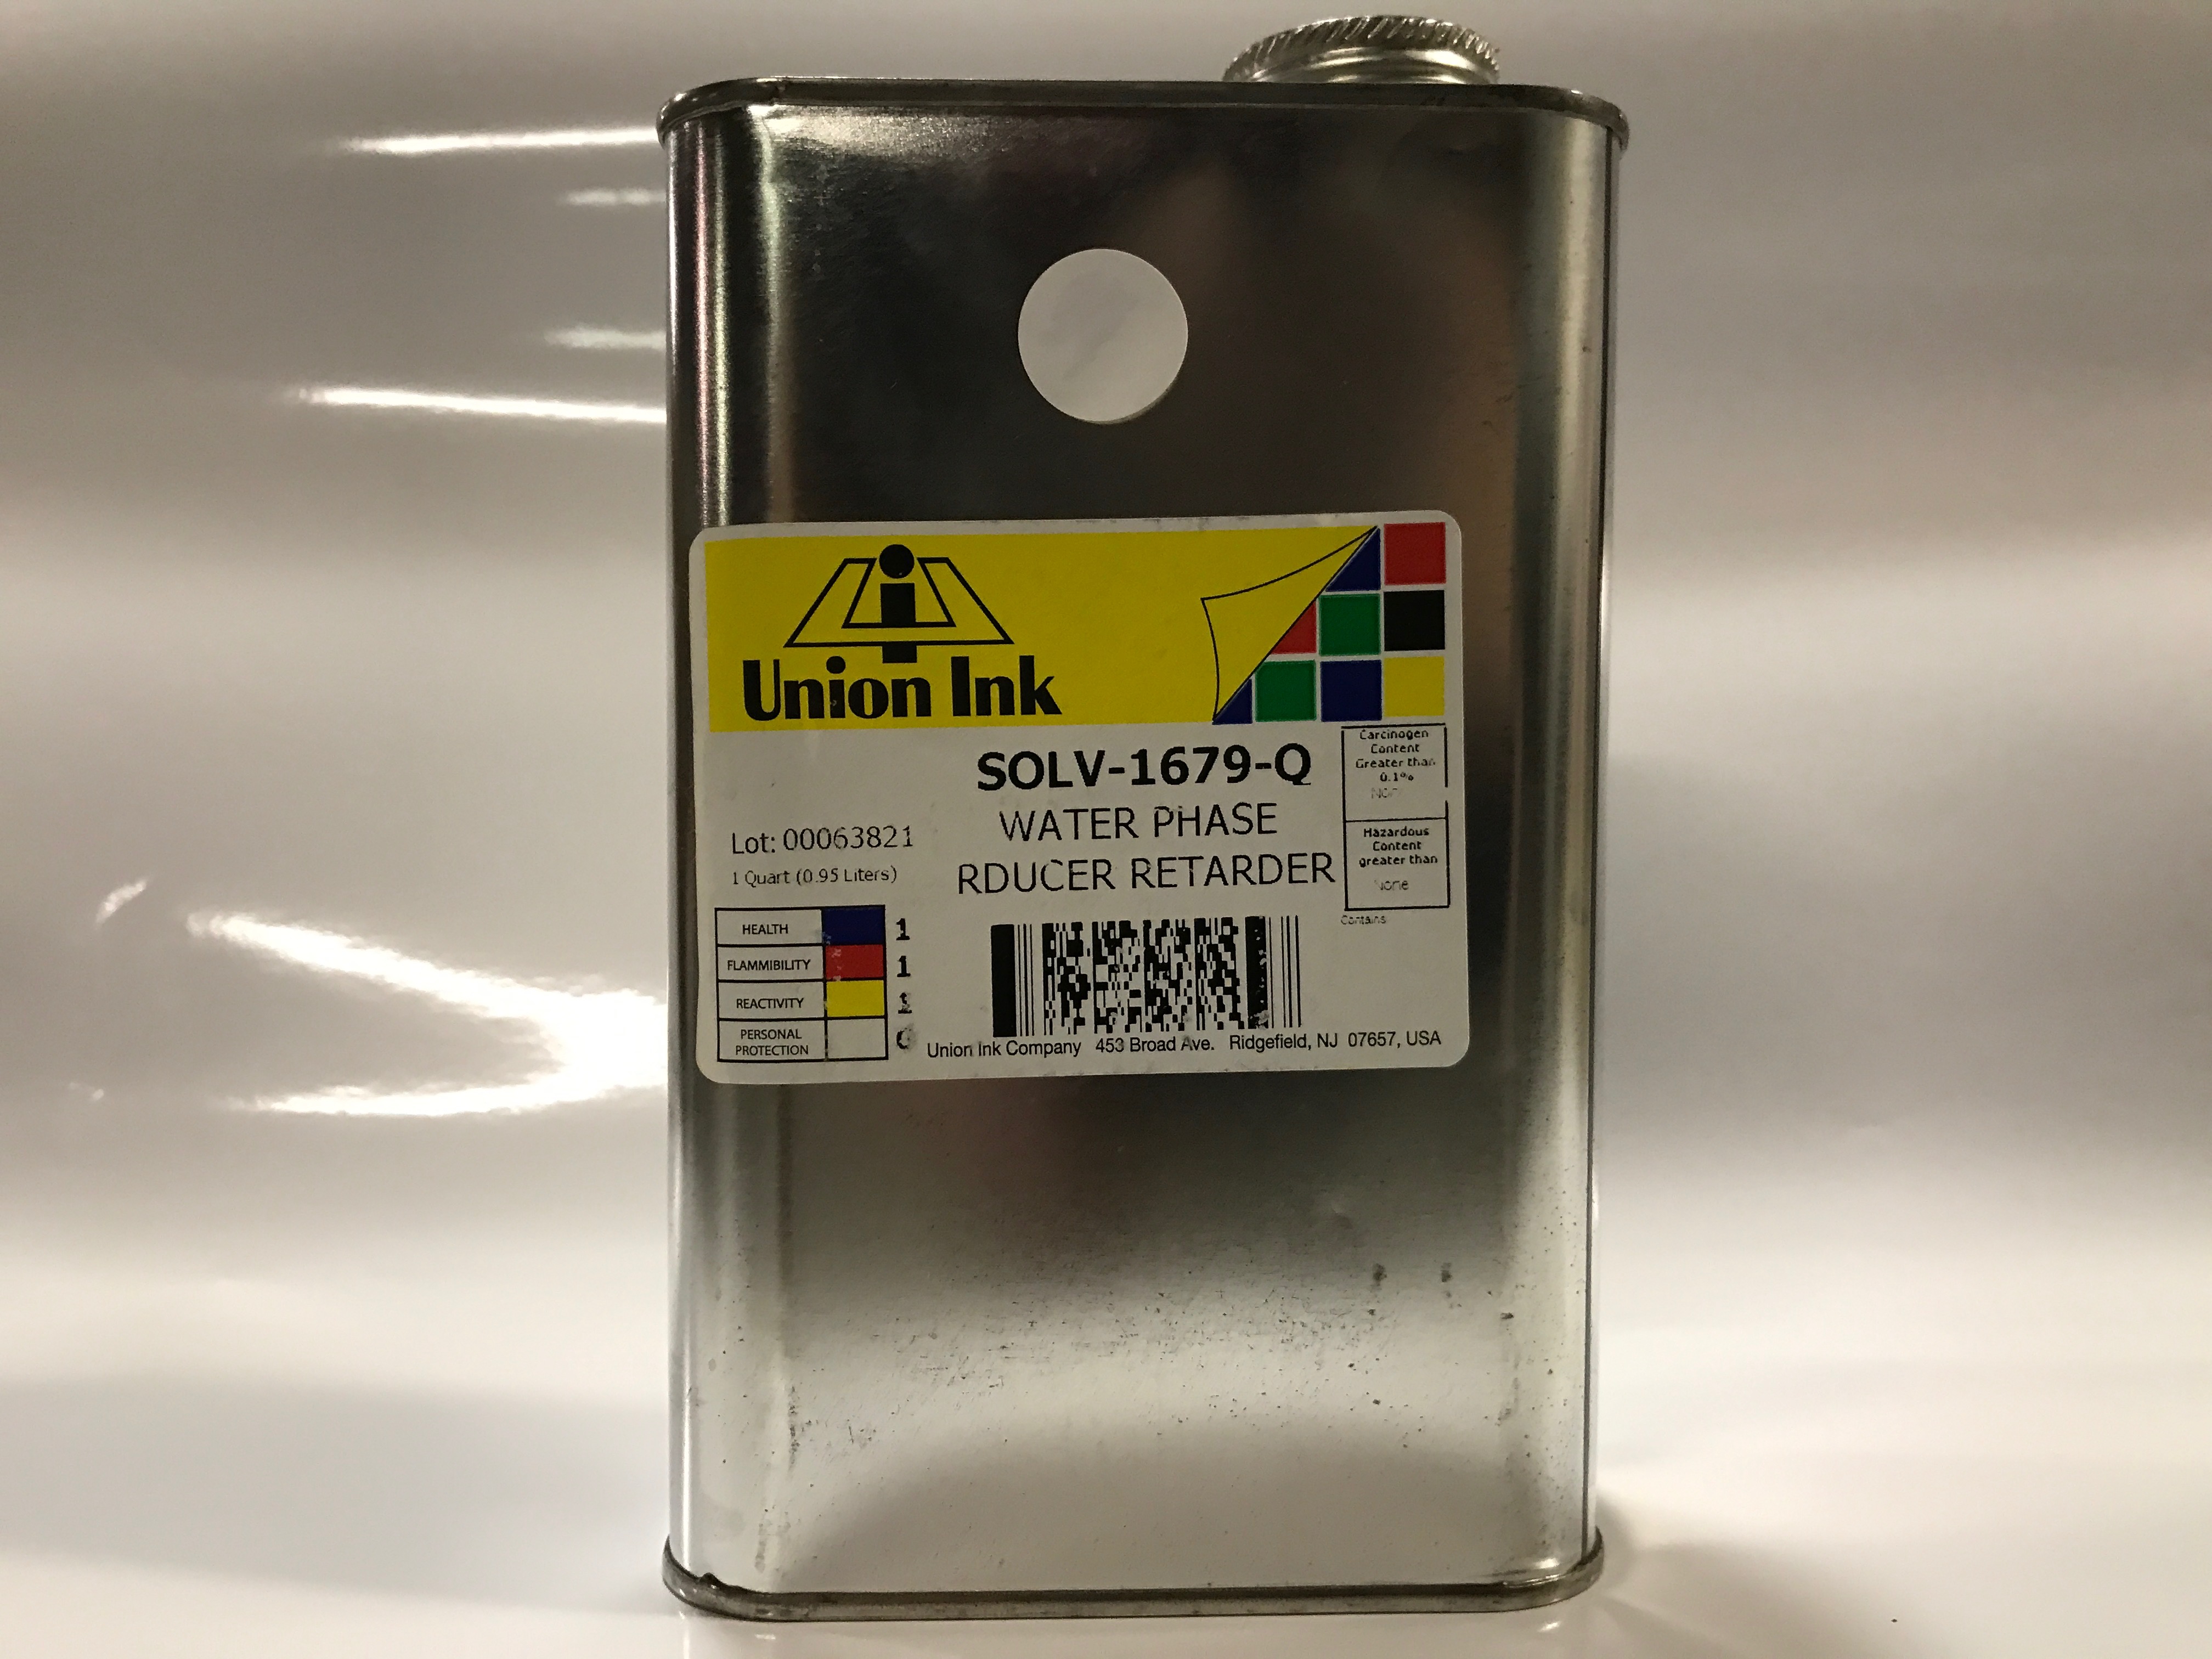 Union Ink
SOLV-1679-Q
WATER PHASE
RDUCER RETARDER
Lot: 00063821
1 Quart (0.95 Liters)
Carcinogen
Content
Greater than
0.1%
Hazardous
Content
greater than
None
Contains
HEALTH 1
FLAMMIBILITY 1
REACTIVITY 1
PERSONAL
PROTECTION
Union Ink Company 453 Broad Ave. Ridgefield, NJ 07657, USA